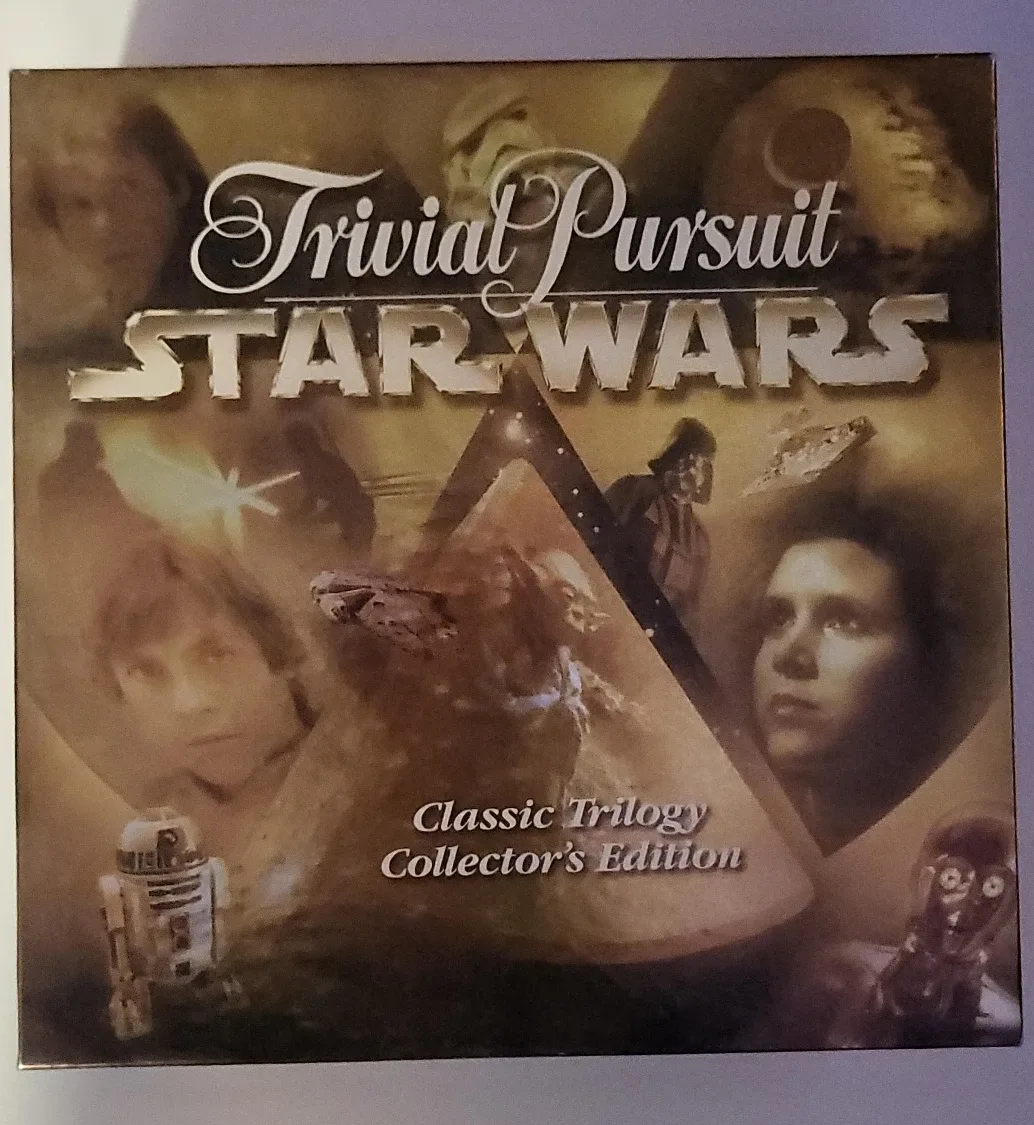 Trivial Pursuit
STAR WARS
Classic Trilogy
Collector's Edition